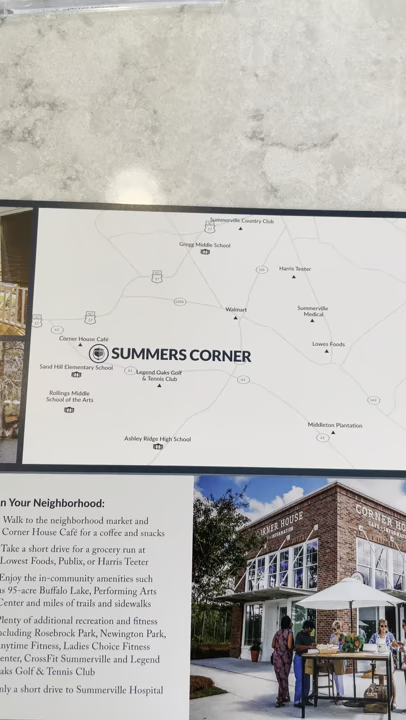 Summerville Country Club
Gregg Middle School
Harris Teeter
Walmart
Summerville
Medical
Corner House Café
Lowes Foods
SUMMERS CORNER
Sand Hill Elementary School
Legend Oaks Golf
& Tennis Club
Rollings Middle
School of the Arts
Middleton Plantation
Ashley Ridge High School
n Your Neighborhood:
Walk to the neighborhood market and
Corner House Café for a coffee and snacks
Take a short drive for a grocery run at
Lowest Foods, Publix, or Harris Teeter
Enjoy the in-community amenities such
as 95-acre Buffalo Lake, Performing Arts
Center and miles of trails and sidewalks
Plenty of additional recreation and fitness
ncluding Rosebrock Park, Newington Park,
nytime Fitness, Ladies Choice Fitness
enter, CrossFit Summerville and Legend
aks Golf & Tennis Club
nly a short drive to Summerville Hospital
CORNER HOUSE
CORNER HO